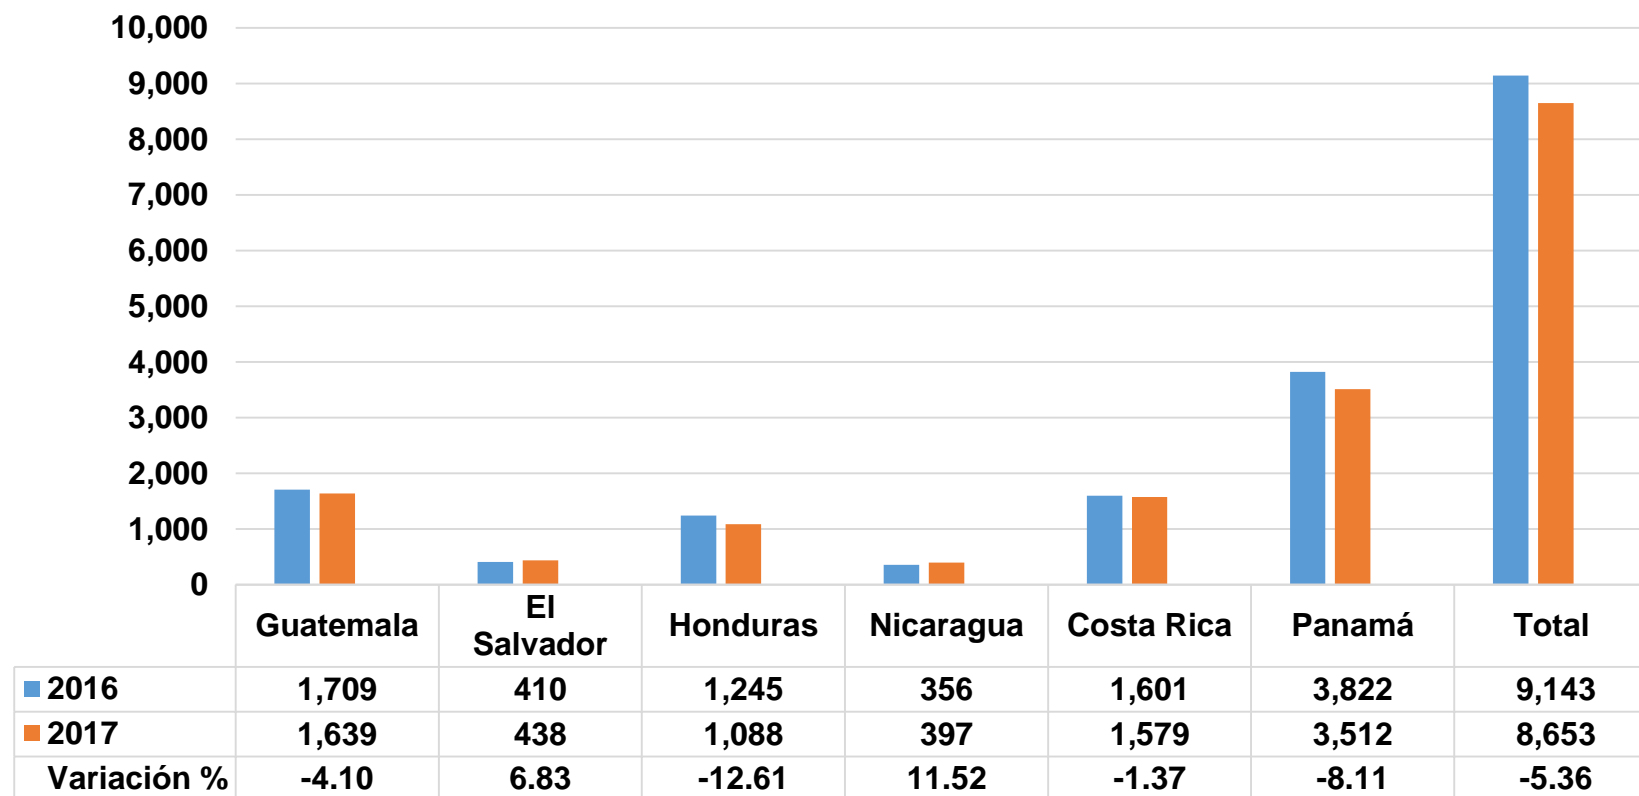 10,000
9,000
8,000
7,000
6,000
5,000
4,000
3,000
2,000
1,000
0
Guatemala El Salvador Honduras Nicaragua Costa Rica Panamá Total
2016 1,709 410 1,245 356 1,601 3,822 9,143
2017 1,639 438 1,088 397 1,579 3,512 8,653
Variación % -4.10 6.83 -12.61 11.52 -1.37 -8.11 -5.36